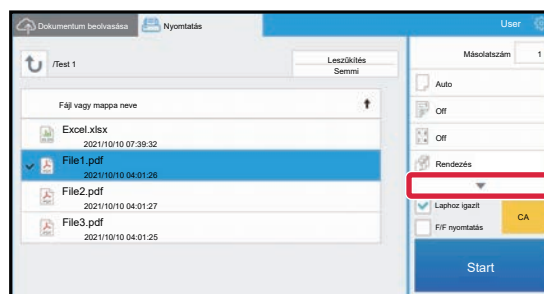 Dokumentum beolvasása
Nyomtatás
User
/Test 1
Leszűkítés
Semmi
Másolatszám 1
Fájl vagy mappa neve
Excel.xlsx
2021/10/10 07:39:32
File1.pdf
2021/10/10 04:01:26
File2.pdf
2021/10/10 04:01:27
File3.pdf
2021/10/10 04:01:25
Auto
Off
Off
Rendezés
Laphoz igazít
F/F nyomtatás
CA
Start